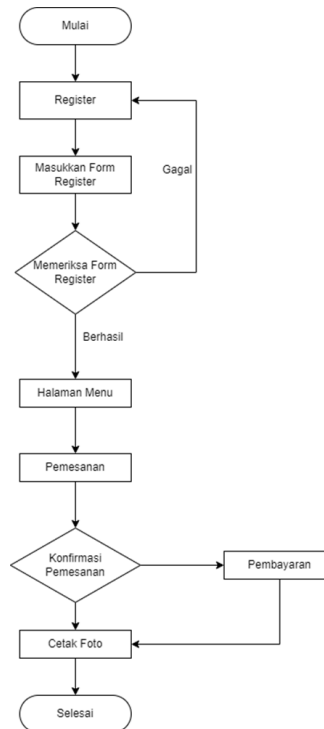 Mulai
Register
Masukkan Form
Register
Gagal
Memeriksa Form
Register
Berhasil
Halaman Menu
Pemesanan
Konfirmasi
Pemesanan
Pembayaran
Cetak Foto
Selesai